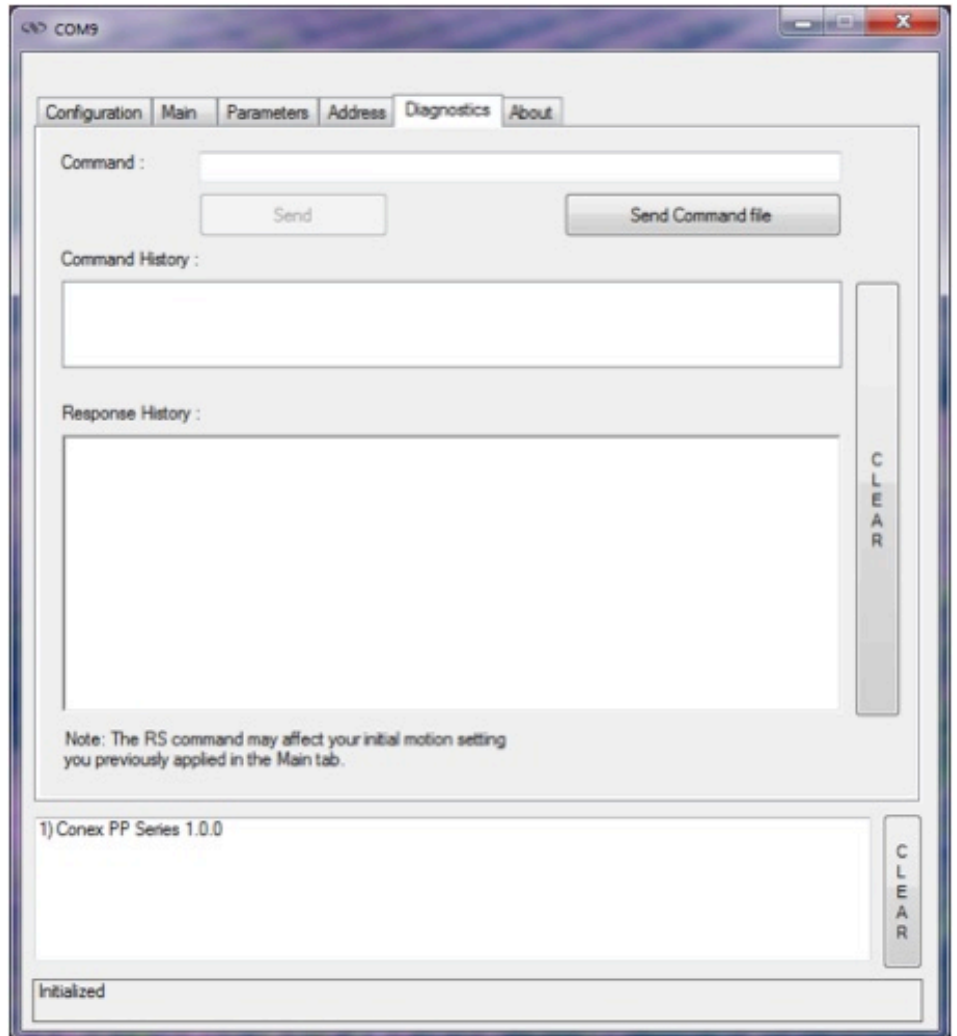 COM9
Configuration Main Parameters Address Diagnostics About
Command :
Send Send Command file
Command History :
Response History :
CLEAR
Note: The RS command may affect your initial motion setting
you previously applied in the Main tab.
1) Conex PP Series 1.0.0
CLEAR
Initialized